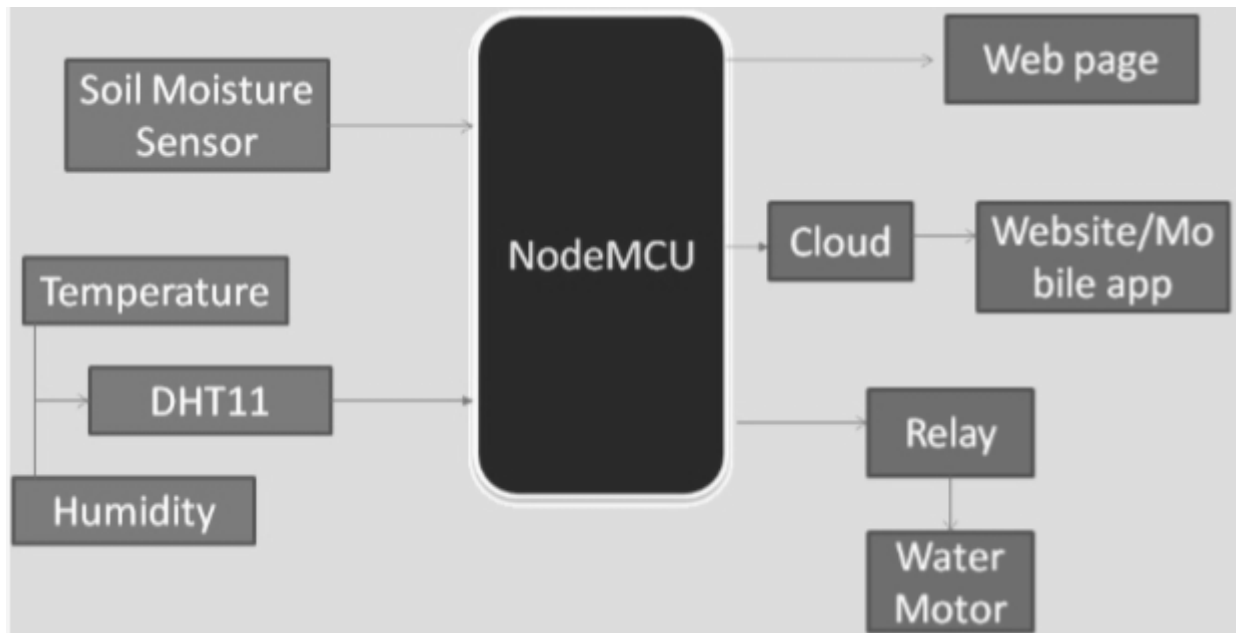 Soil Moisture
Sensor
Temperature
DHT11
Humidity
NodeMCU
Web page
Cloud
Website/Mo
bile app
Relay
Water
Motor